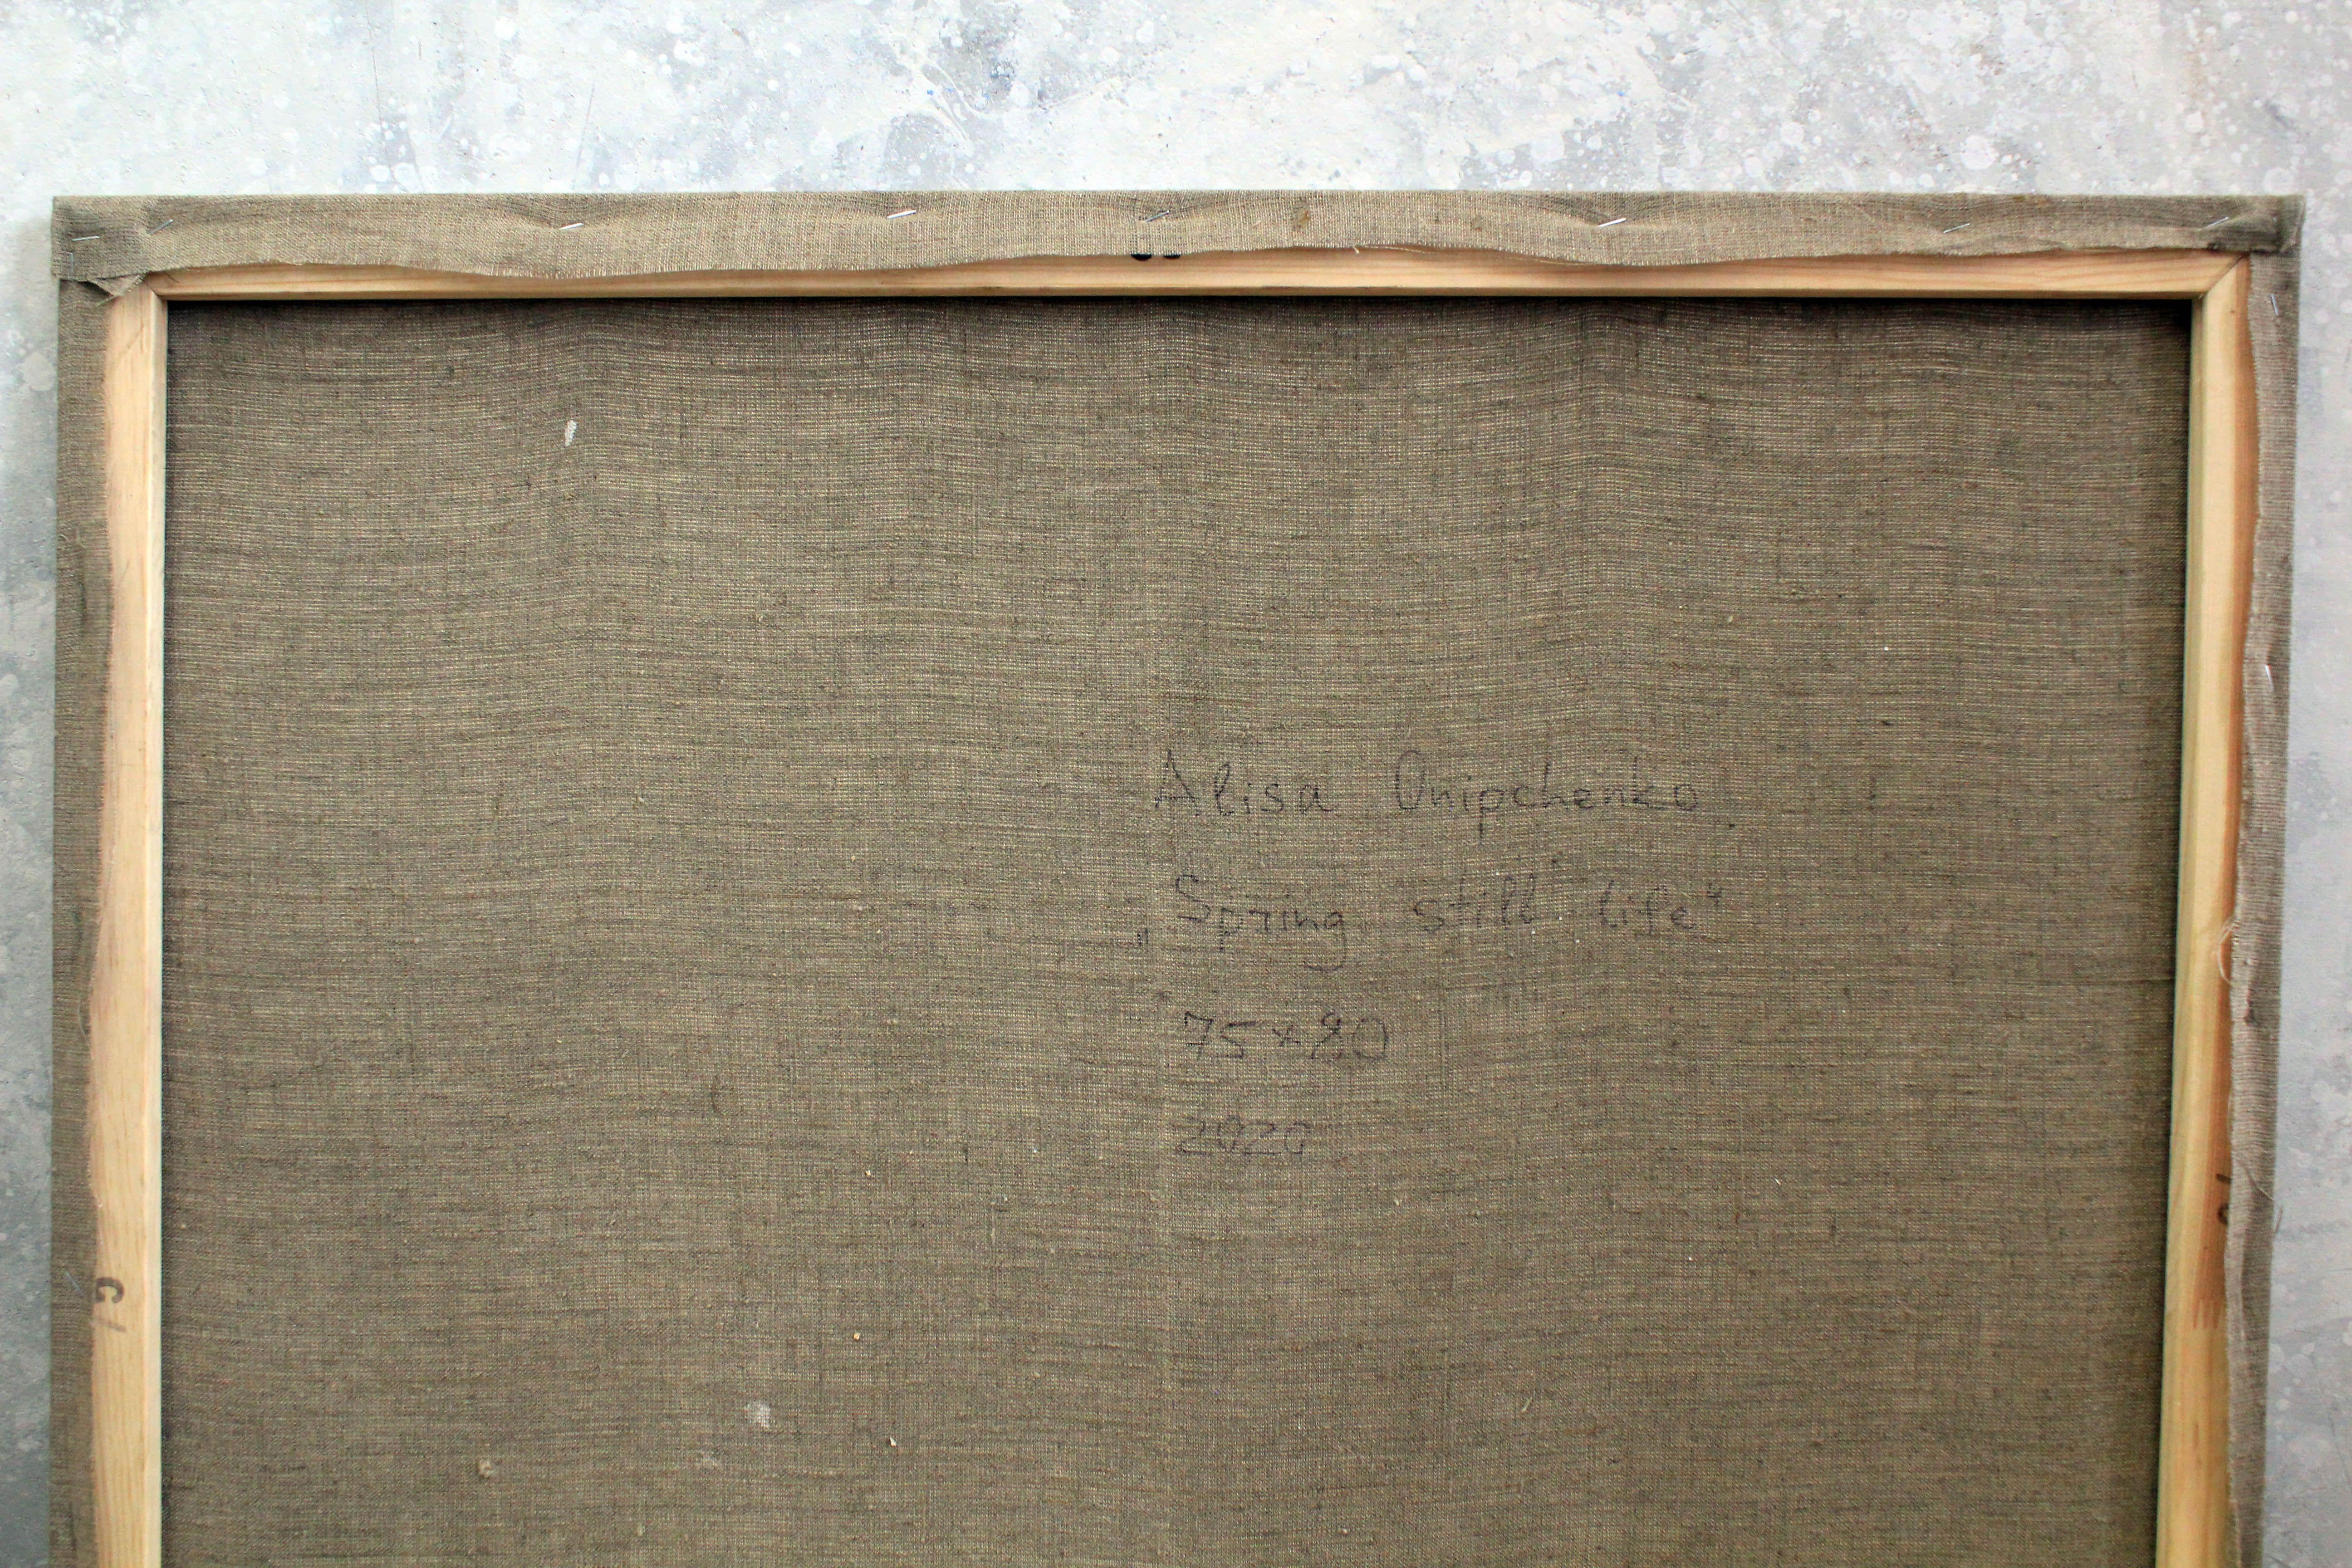 Alisa Onipchenko
„Spring still life“
75×80
2020